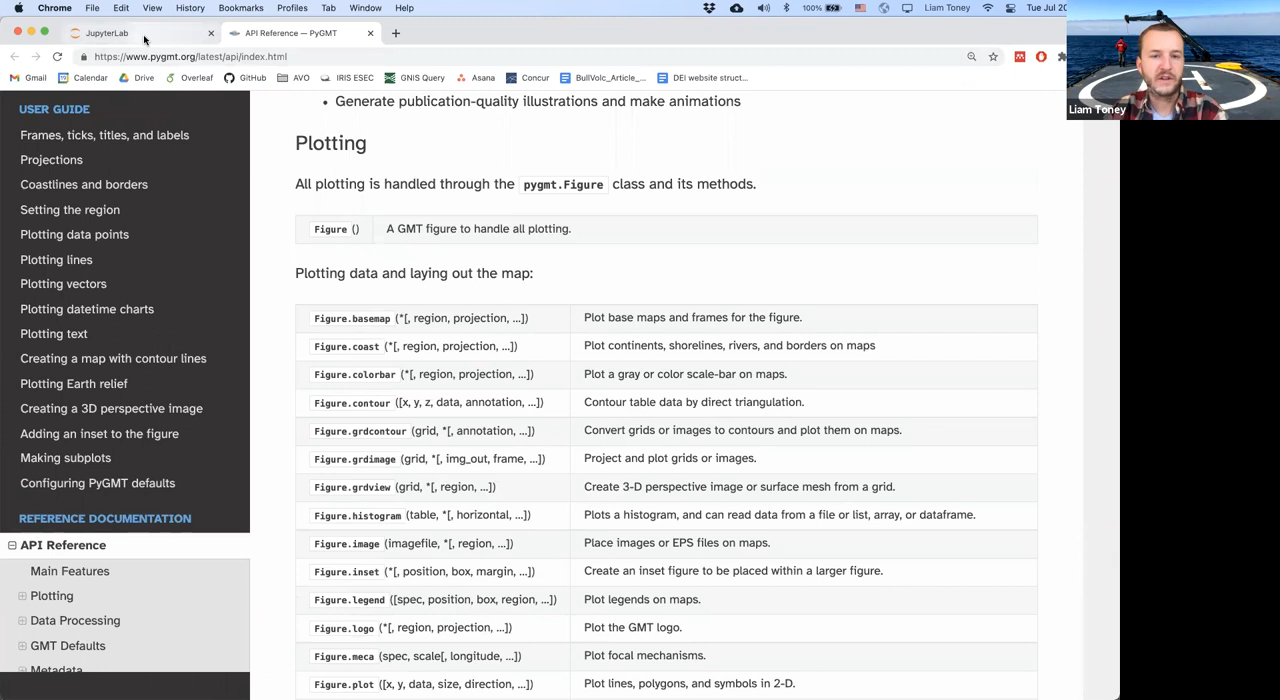 Chrome File Edit View History Bookmarks Profiles Tab Window Help 100% Liam Toney Tue Jul 20
JupyterLab
API Reference — PyGMT
https://www.pygmt.org/latest/api/index.html
Gmail Calendar Drive Overleaf GitHub AVO IRIS ESEC GNIS Query Asana Concur BullVolc_Article_... DEI website struct...
Liam Toney
USER GUIDE
Frames, ticks, titles, and labels
Projections
Coastlines and borders
Setting the region
Plotting data points
Plotting lines
Plotting vectors
Plotting datetime charts
Plotting text
Creating a map with contour lines
Plotting Earth relief
Creating a 3D perspective image
Adding an inset to the figure
Making subplots
Configuring PyGMT defaults
REFERENCE DOCUMENTATION
API Reference
Main Features
Plotting
Data Processing
GMT Defaults
Metadata
• Generate publication-quality illustrations and make animations
Plotting
All plotting is handled through the pygmt.Figure class and its methods.
Figure () A GMT figure to handle all plotting.
Plotting data and laying out the map:
Figure.basemap (*[, region, projection, ...]) Plot base maps and frames for the figure.
Figure.coast (*[, region, projection, ...]) Plot continents, shorelines, rivers, and borders on maps
Figure.colorbar (*[, region, projection, ...]) Plot a gray or color scale-bar on maps.
Figure.contour ([x, y, z, data, annotation, ...]) Contour table data by direct triangulation.
Figure.grdcontour (grid, *[, annotation, ...]) Convert grids or images to contours and plot them on maps.
Figure.grdimage (grid, *[, img_out, frame, ...]) Project and plot grids or images.
Figure.grdview (grid, *[, region, ...]) Create 3-D perspective image or surface mesh from a grid.
Figure.histogram (table, *[, horizontal, ...]) Plots a histogram, and can read data from a file or list, array, or dataframe.
Figure.image (imagefile, *[, region, ...]) Place images or EPS files on maps.
Figure.inset (*[, position, box, margin, ...]) Create an inset figure to be placed within a larger figure.
Figure.legend ([spec, position, box, region, ...]) Plot legends on maps.
Figure.logo (*[, region, projection, ...]) Plot the GMT logo.
Figure.meca (spec, scale[, longitude, ...]) Plot focal mechanisms.
Figure.plot ([x, y, data, size, direction, ...]) Plot lines, polygons, and symbols in 2-D.